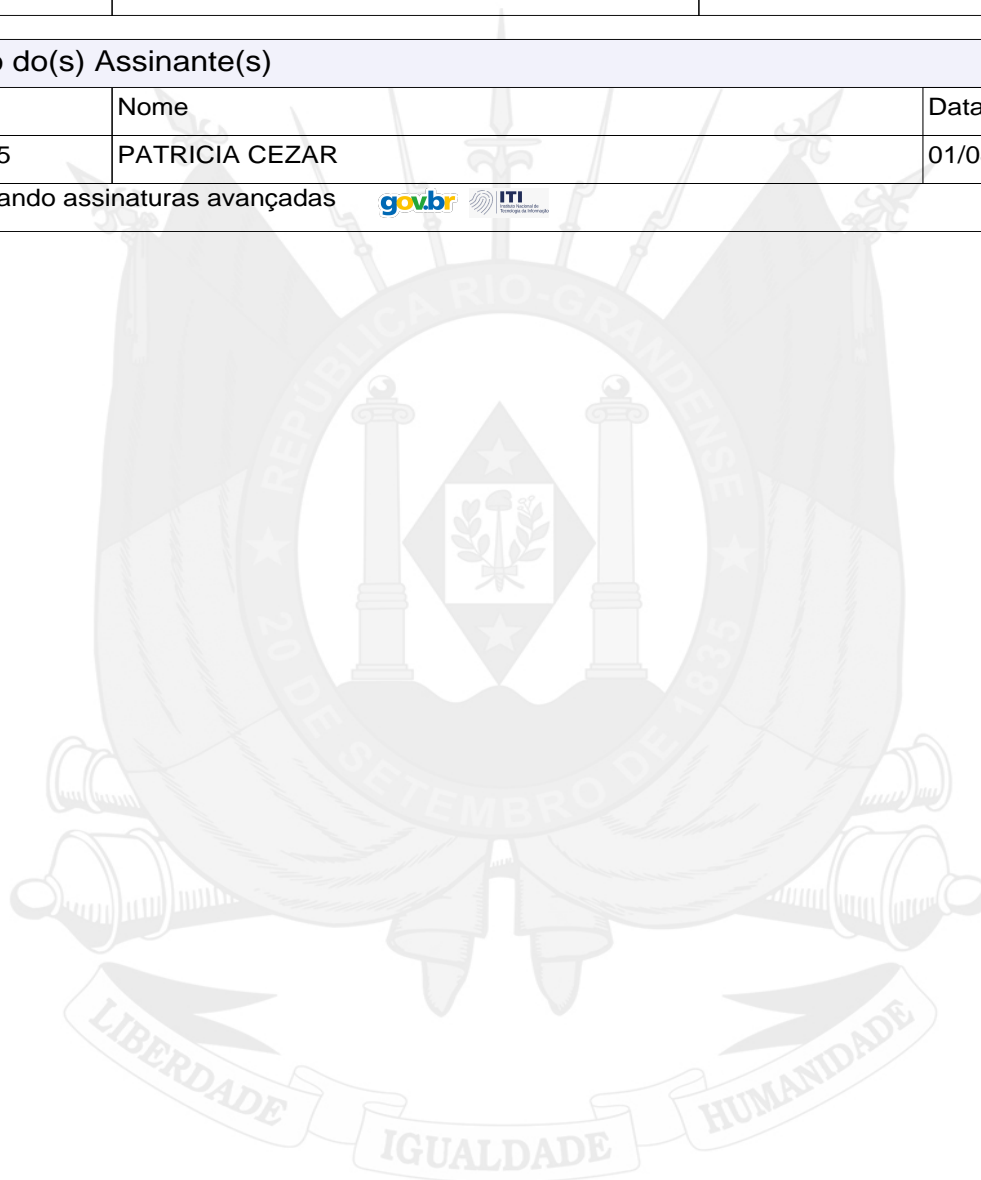 o do(s) Assinante(s)
Nome Data
5 PATRICIA CEZAR 01/0
ando assinaturas avançadas gov.br ITI
REPÚBLICA RIO-GRANDENSE
20 DE SETEMBRO DE 1835
LIBERDADE IGUALDADE HUMANIDADE